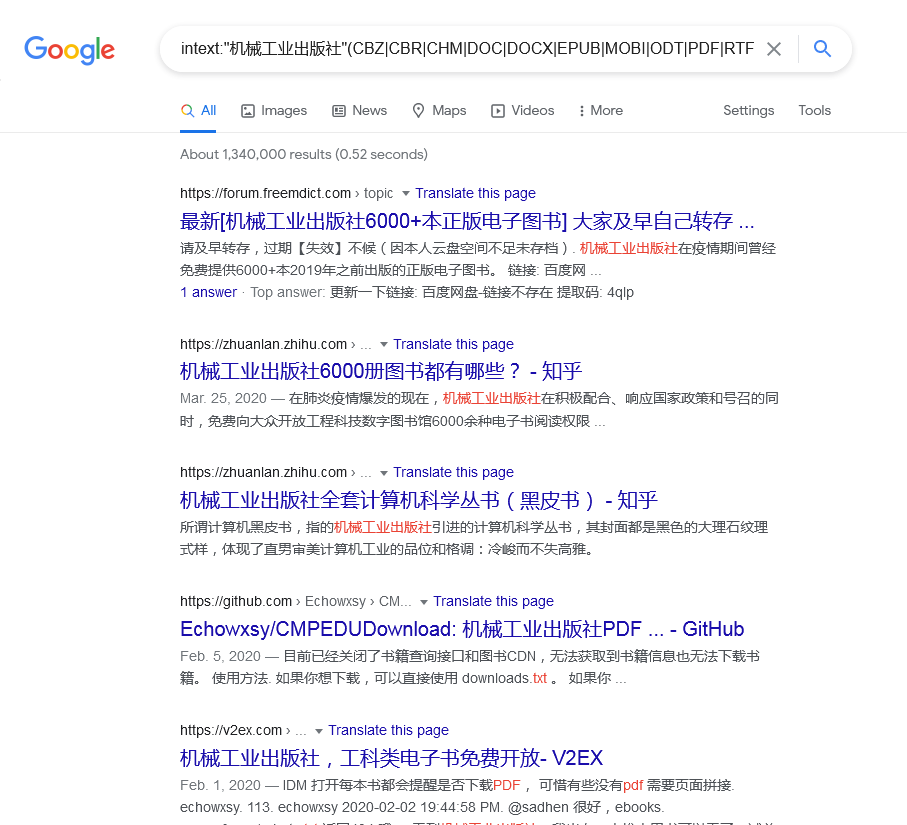 Google
intext:"机械工业出版社"(CBZ|CBR|CHM|DOC|DOCX|EPUB|MOBI|ODT|PDF|RTF
All Images News Maps Videos More Settings Tools
About 1,340,000 results (0.52 seconds)
https://forum.freemdict.com › topic Translate this page
最新[机械工业出版社6000+本正版电子图书] 大家及早自己转存 ...
请及早转存，过期【失效】不候（因本人云盘空间不足未存档）. 机械工业出版社在疫情期间曾经
免费提供6000+本2019年之前出版的正版电子图书。 链接: 百度网 ...
1 answer · Top answer: 更新一下链接: 百度网盘-链接不存在 提取码: 4qlp
https://zhuanlan.zhihu.com › ... Translate this page
机械工业出版社6000册图书都有哪些？ - 知乎
Mar. 25, 2020 — 在肺炎疫情爆发的现在，机械工业出版社在积极配合、响应国家政策和号召的同
时，免费向大众开放工程科技数字图书馆6000余种电子书阅读权限 ...
https://zhuanlan.zhihu.com › ... Translate this page
机械工业出版社全套计算机科学丛书（黑皮书） - 知乎
所谓计算机黑皮书，指的机械工业出版社引进的计算机科学丛书，其封面都是黑色的大理石纹理
式样，体现了直男审美计算机工业的品位和格调：冷峻而不失高雅。
https://github.com › Echowxsy › CM... Translate this page
Echowxsy/CMPEDUDownload: 机械工业出版社PDF ... - GitHub
Feb. 5, 2020 — 目前已经关闭了书籍查询接口和图书CDN，无法获取到书籍信息也无法下载书
籍。 使用方法. 如果你想下载，可以直接使用 downloads.txt 。 如果你 ...
https://v2ex.com › ... Translate this page
机械工业出版社，工科类电子书免费开放- V2EX
Feb. 1, 2020 — IDM 打开每本书都会提醒是否下载PDF， 可惜有些没有pdf 需要页面拼接.
echowxsy. 113. echowxsy 2020-02-02 19:44:58 PM. @sadhen 很好，ebooks.